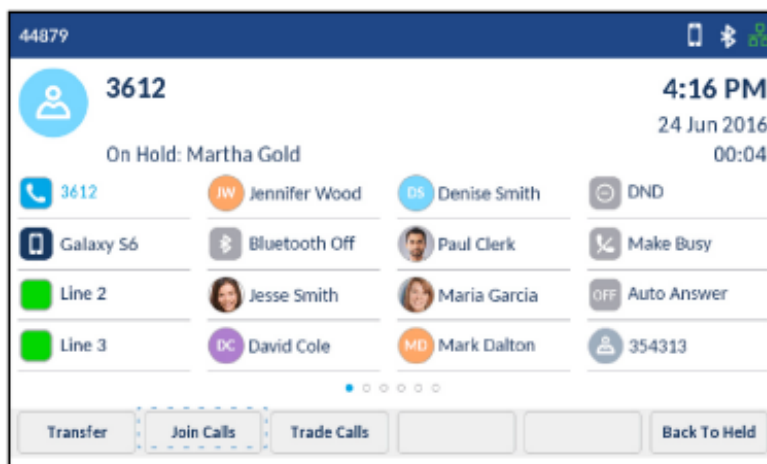 44879
3612
4:16 PM
24 Jun 2016
On Hold: Martha Gold
00:04
3612
JW Jennifer Wood
DS Denise Smith
DND
Galaxy S6
Bluetooth Off
Paul Clerk
Make Busy
Line 2
Jesse Smith
Maria Garcia
OFF Auto Answer
Line 3
DC David Cole
MD Mark Dalton
354313
Transfer
Join Calls
Trade Calls
Back To Held